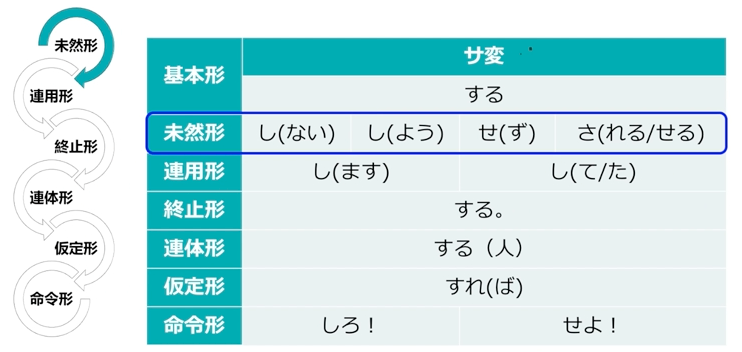 未然形
連用形
終止形
連体形
仮定形
命令形
基本形 サ変
する
未然形 し(ない) し(よう) せ(ず) さ(れる/せる)
連用形 し(ます) し(て/た)
終止形 する。
連体形 する（人）
仮定形 すれ(ば)
命令形 しろ！ せよ！